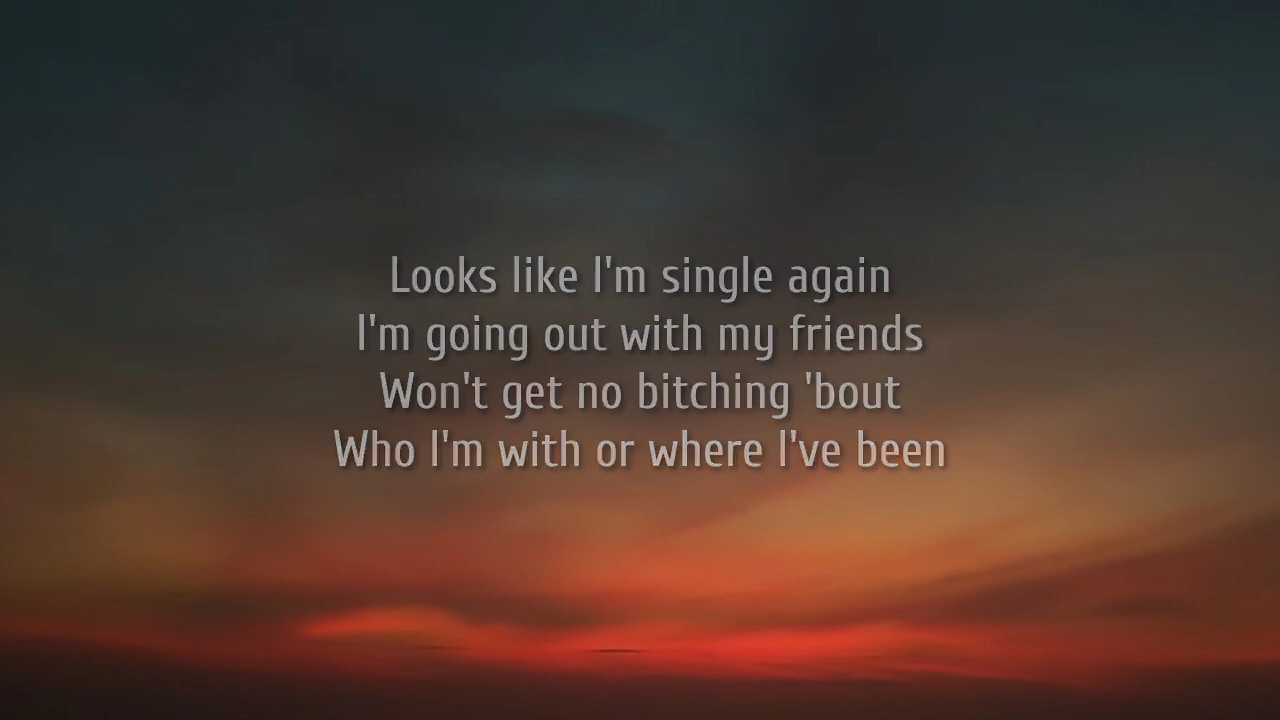 Looks like I'm single again
I'm going out with my friends
Won't get no bitching 'bout
Who I'm with or where I've been